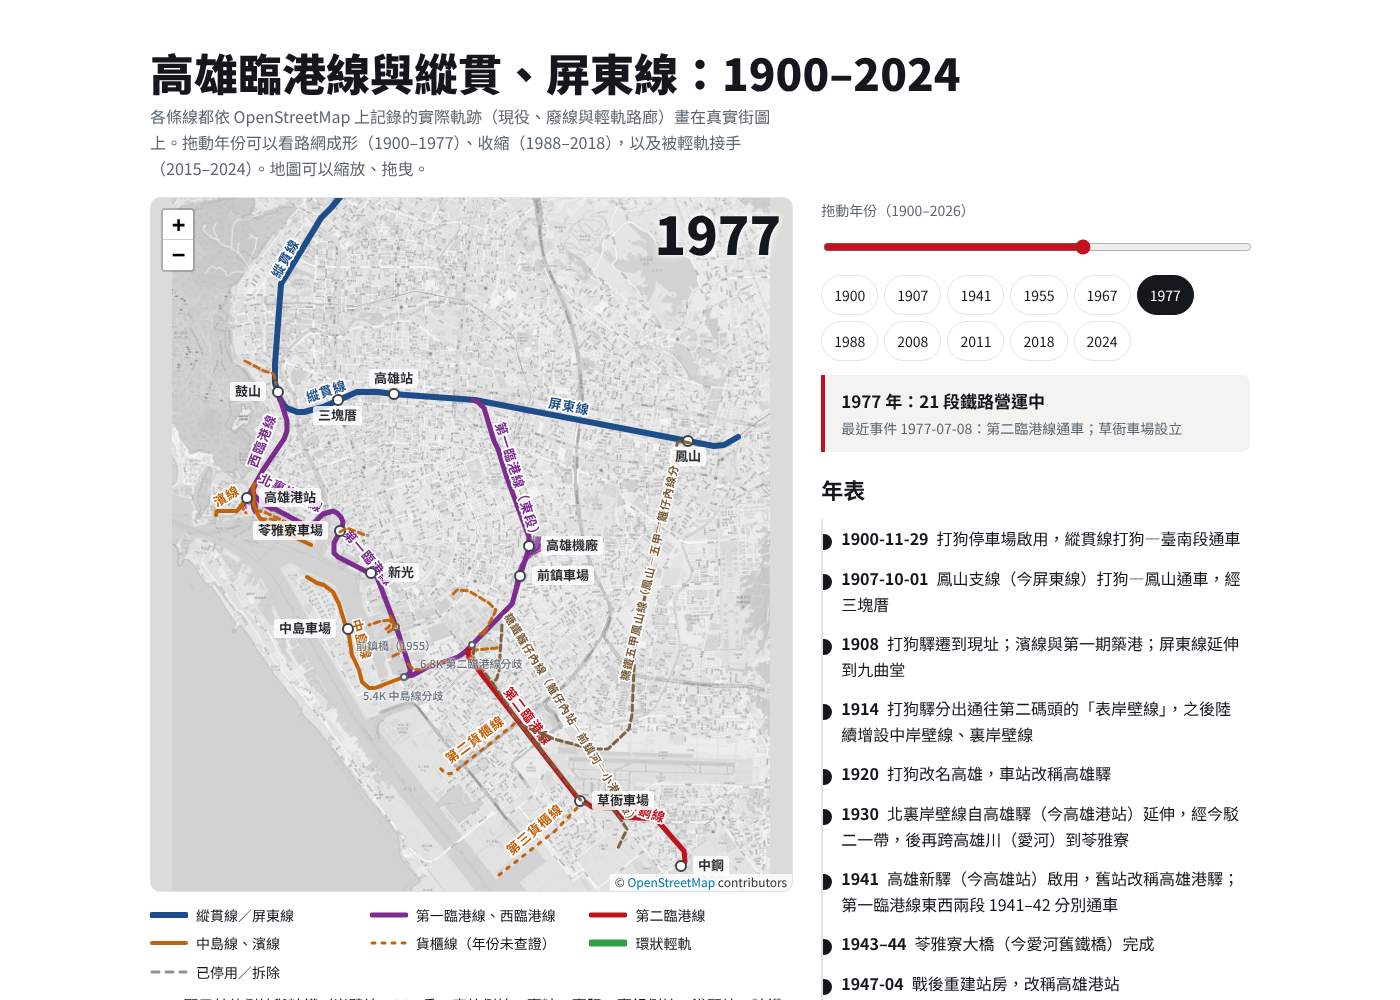 高雄臨港線與縱貫、屏東線：1900–2024
各條線都依 OpenStreetMap 上記錄的實際軌跡（現役、廢線與輕軌路廊）畫在真實街圖
上。拖動年份可以看路網成形（1900–1977）、收縮（1988–2018），以及被輕軌接手
（2015–2024）。地圖可以縮放、拖曳。
+
−
1977
縱貫線
高雄站
鼓山
縱貫線
三塊厝
屏東線
鳳山
西臨港線
第一臨港線（東段）
濱線
高雄港站
苓雅寮車場
新光
高雄機廠
前鎮車場
中島車場
前鎮橋（1955）
6.8K 第二臨港線分歧
5.4K 中島線分歧
第二臨港線
第二貨櫃線
第三貨櫃線
草衙車場
中鋼
© OpenStreetMap contributors
縱貫線／屏東線
第一臨港線、西臨港線
第二臨港線
中島線、濱線
貨櫃線（年份未查證）
環狀輕軌
已停用／拆除
拖動年份（1900–2026）
1900
1907
1941
1955
1967
1977
1988
2008
2011
2018
2024
1977 年：21 段鐵路營運中
最近事件 1977-07-08：第二臨港線通車；草衙車場設立
年表
1900-11-29 打狗停車場啟用，縱貫線打狗—臺南段通車
1907-10-01 鳳山支線（今屏東線）打狗—鳳山通車，經
三塊厝
1908 打狗驛遷到現址；濱線與第一期築港；屏東線延伸
到九曲堂
1914 打狗驛分出通往第二碼頭的「表岸壁線」，之後陸
續增設中岸壁線、裏岸壁線
1920 打狗改名高雄，車站改稱高雄驛
1930 北裏岸壁線自高雄驛（今高雄港站）延伸，經今駁
二一帶，後再跨高雄川（愛河）到苓雅寮
1941 高雄新驛（今高雄站）啟用，舊站改稱高雄港驛；
第一臨港線東西兩段 1941–42 分別通車
1943–44 苓雅寮大橋（今愛河舊鐵橋）完成
1947-04 戰後重建站房，改稱高雄港站